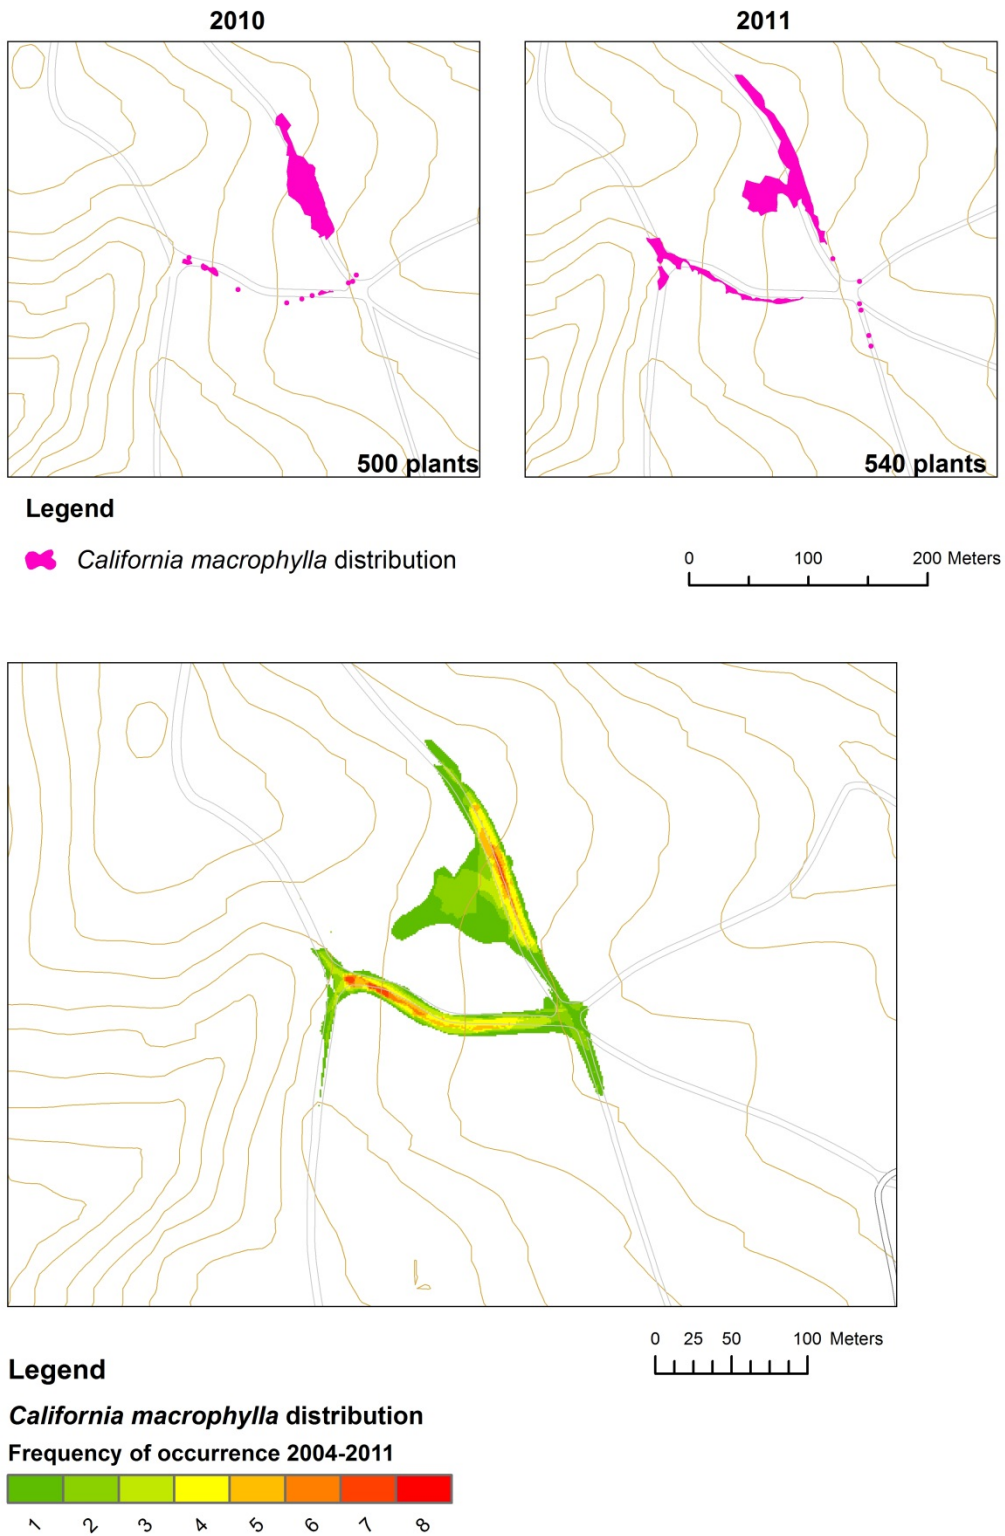 2010
2011
500 plants
540 plants
Legend
California macrophylla distribution
0 100 200 Meters
0 25 50 100 Meters
Legend
California macrophylla distribution
Frequency of occurrence 2004-2011
1 2 3 4 5 6 7 8